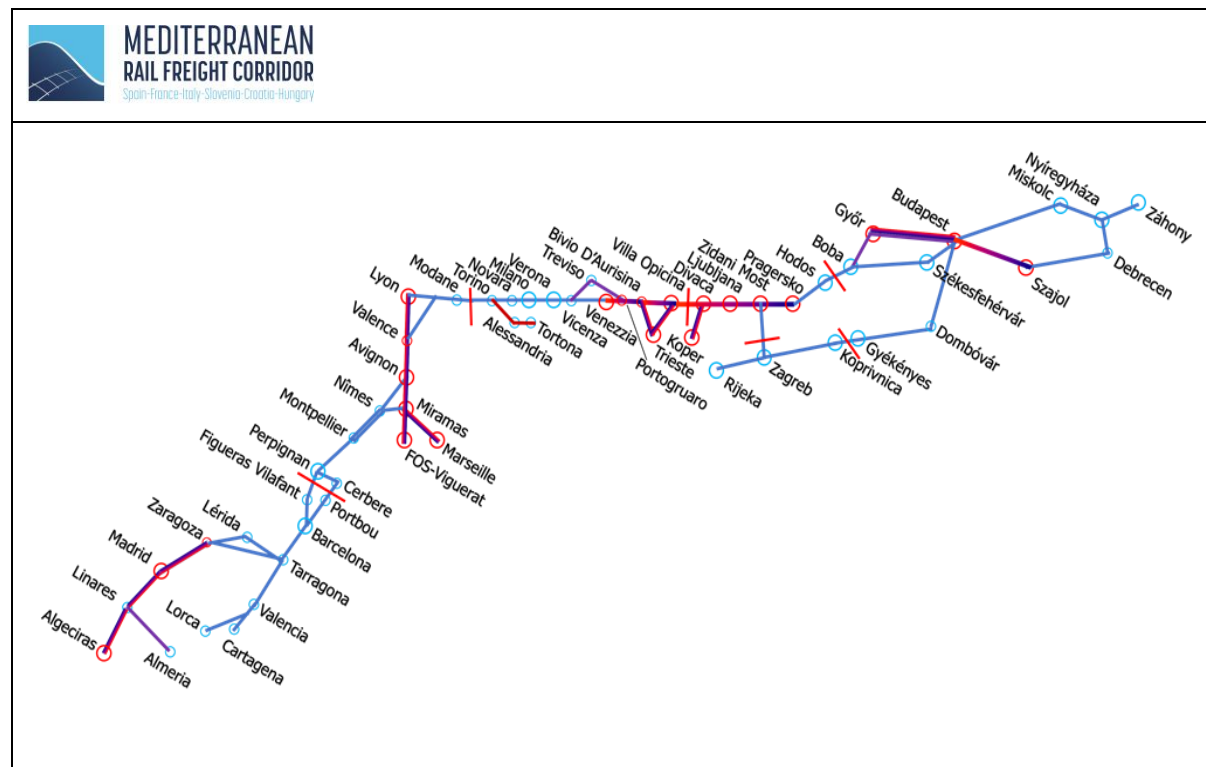 MEDITERRANEAN
RAIL FREIGHT CORRIDOR
Spain-France-Italy-Slovenia-Croatia-Hungary
Nyíregyháza
Miskolc
Záhony
Budapest
Győr
Boba
Hodos
Pragersko
Zidani Most
Ljubljana
Divaca
Villa Opicina
Bivio D'Aurisina
Treviso
Verona
Milano
Novara
Torino
Modane
Lyon
Székesfehérvár
Szajol
Debrecen
Valence
Alessandria
Tortona
Vicenza
Venezzia
Koper
Trieste
Portogruaro
Rijeka
Zagreb
Koprivnica
Gyékényes
Dombóvár
Avignon
Nîmes
Miramas
Montpellier
Marseille
FOS-Viguerat
Perpignan
Figueras Vilafant
Cerbere
Portbou
Lérida
Zaragoza
Barcelona
Madrid
Tarragona
Linares
Lorca
Valencia
Algeciras
Cartagena
Almeria